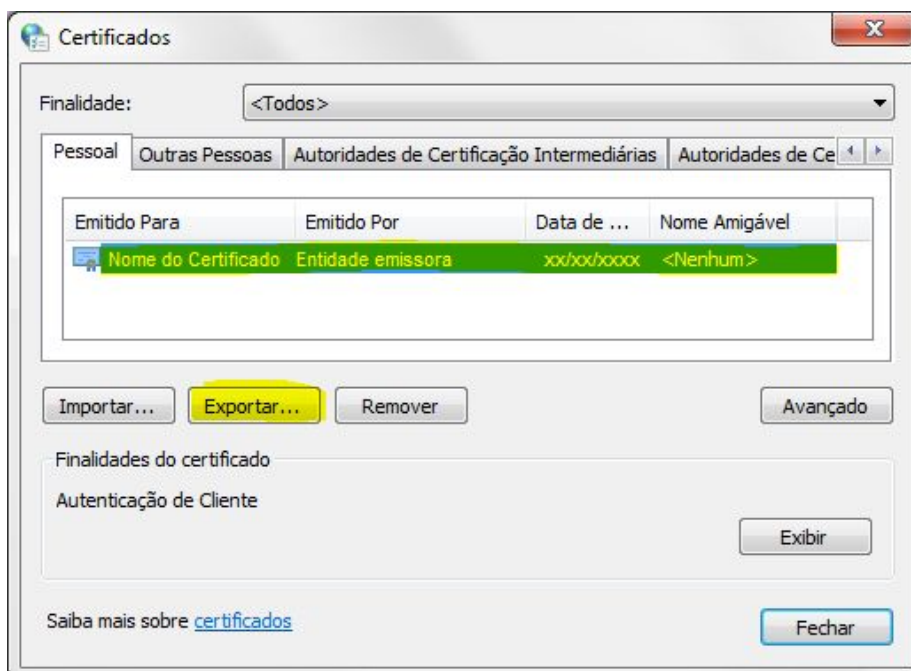 Certificados
Finalidade: <Todos>
Pessoal Outras Pessoas Autoridades de Certificação Intermediárias Autoridades de Ce
Emitido Para Emitido Por Data de ... Nome Amigável
Nome do Certificado Entidade emissora xx/xx/xxxx <Nenhum>
Importar... Exportar... Remover Avançado
Finalidades do certificado
Autenticação de Cliente
Exibir
Saiba mais sobre certificados
Fechar